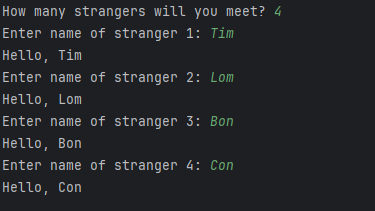 How many strangers will you meet? 4
Enter name of stranger 1: Tim
Hello, Tim
Enter name of stranger 2: Lom
Hello, Lom
Enter name of stranger 3: Bon
Hello, Bon
Enter name of stranger 4: Con
Hello, Con